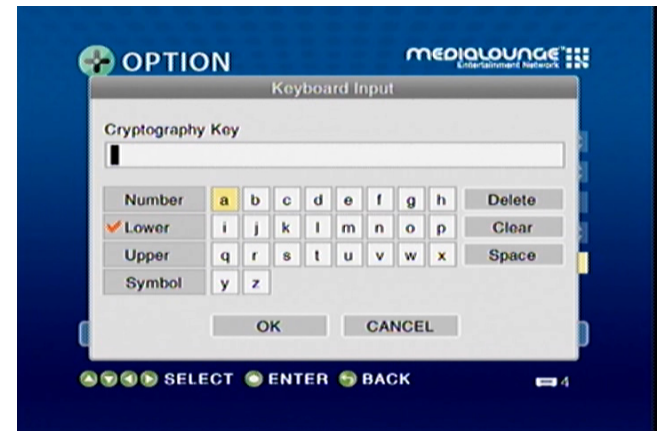 OPTION
MEDIALOUNGE
Entertainment Network
Keyboard Input
Cryptography Key
Number a b c d e f g h Delete
Lower i j k l m n o p Clear
Upper q r s t u v w x Space
Symbol y z
OK CANCEL
SELECT ENTER BACK 4